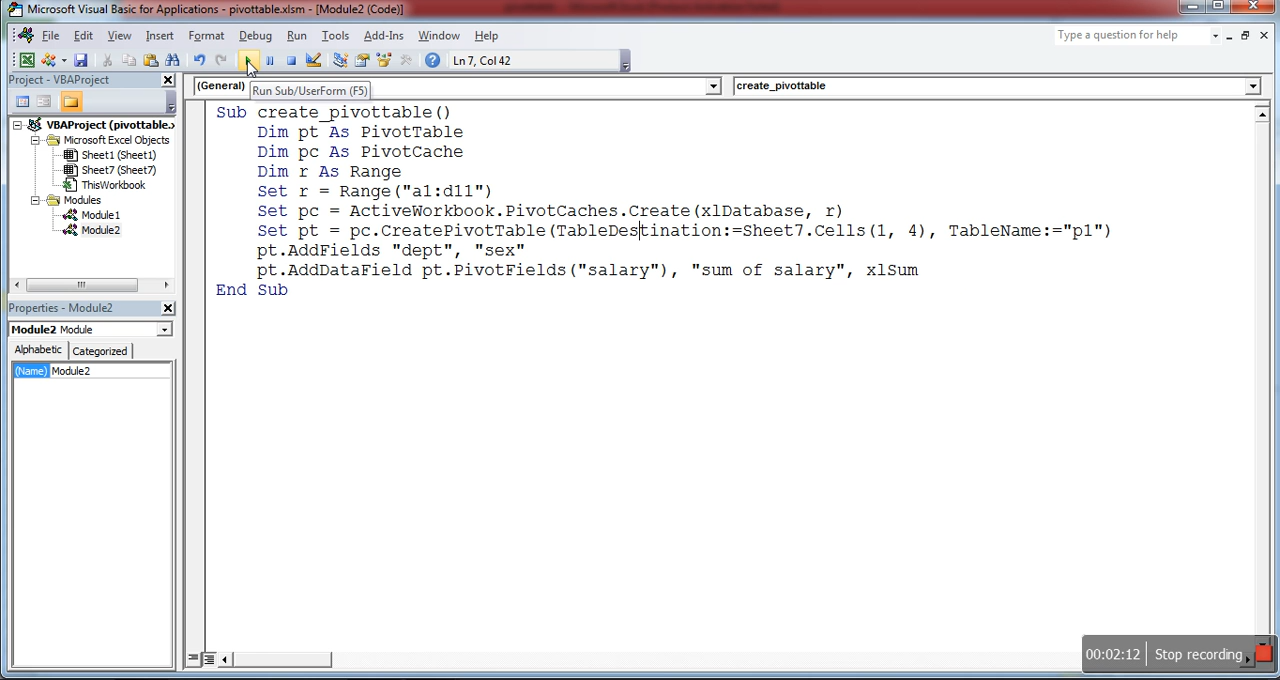 Microsoft Visual Basic for Applications - pivottable.xlsm - [Module2 (Code)]
File Edit View Insert Format Debug Run Tools Add-Ins Window Help
Type a question for help
Ln 7, Col 42
Project - VBAProject
(General)
create_pivottable
Run Sub/UserForm (F5)
VBAProject (pivottable.x
Microsoft Excel Objects
Sheet1 (Sheet1)
Sheet7 (Sheet7)
ThisWorkbook
Modules
Module1
Module2
Properties - Module2
Module2 Module
Alphabetic Categorized
(Name) Module2
Sub create_pivottable()
Dim pt As PivotTable
Dim pc As PivotCache
Dim r As Range
Set r = Range("a1:d11")
Set pc = ActiveWorkbook.PivotCaches.Create(xlDatabase, r)
Set pt = pc.CreatePivotTable(TableDestination:=Sheet7.Cells(1, 4), TableName:="p1")
pt.AddFields "dept", "sex"
pt.AddDataField pt.PivotFields("salary"), "sum of salary", xlSum
End Sub
00:02:12 Stop recording